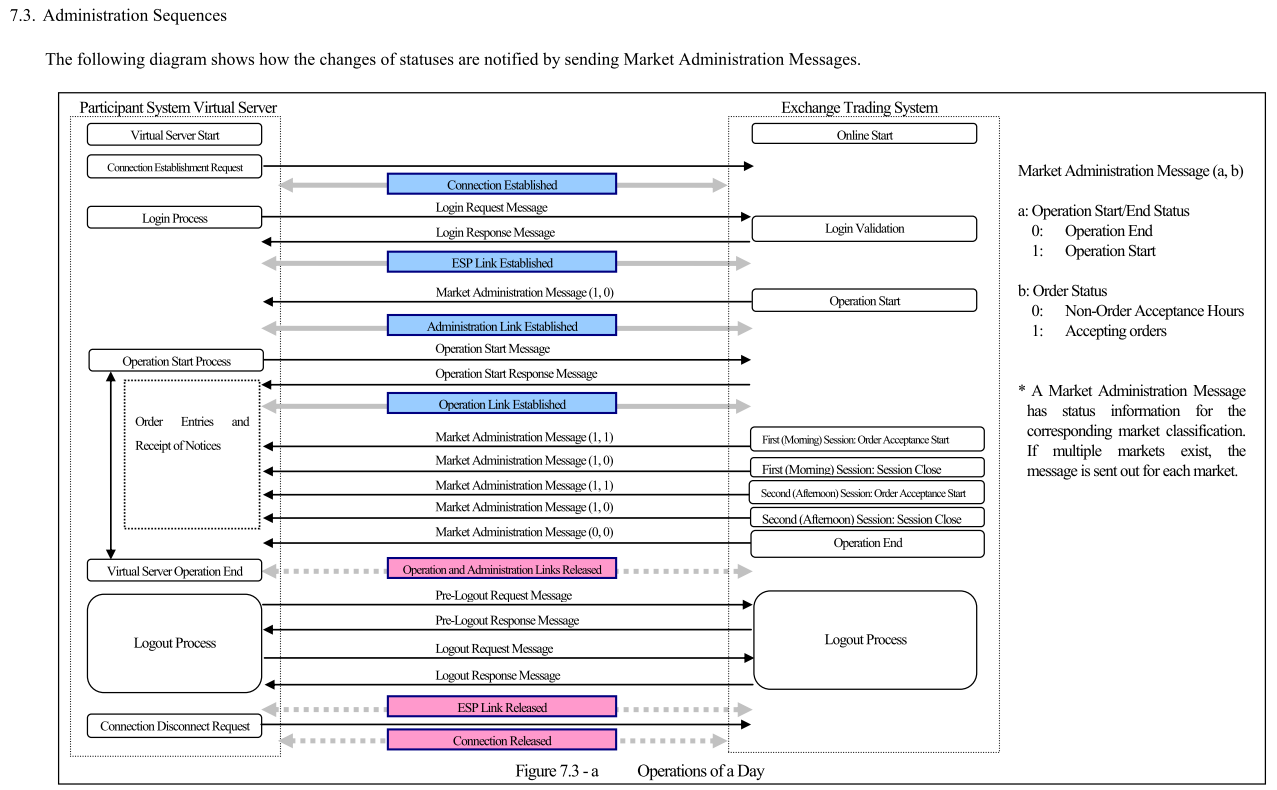 7.3. Administration Sequences
The following diagram shows how the changes of statuses are notified by sending Market Administration Messages.
Participant System Virtual Server
Exchange Trading System
Virtual Server Start
Online Start
Connection Establishment Request
Connection Established
Login Request Message
Login Process
Login Validation
Login Response Message
ESP Link Established
Market Administration Message (1, 0)
Operation Start
Administration Link Established
Operation Start Message
Operation Start Process
Operation Start Response Message
Operation Link Established
Order Entries and
Receipt of Notices
Market Administration Message (1, 1)
First (Morning) Session: Order Acceptance Start
Market Administration Message (1, 0)
First (Morning) Session: Session Close
Market Administration Message (1, 1)
Second (Afternoon) Session: Order Acceptance Start
Market Administration Message (1, 0)
Second (Afternoon) Session: Session Close
Market Administration Message (0, 0)
Operation End
Virtual Server Operation End
Operation and Administration Links Released
Pre-Logout Request Message
Pre-Logout Response Message
Logout Process
Logout Process
Logout Request Message
Logout Response Message
ESP Link Released
Connection Disconnect Request
Connection Released
Market Administration Message (a, b)
a: Operation Start/End Status
0: Operation End
1: Operation Start
b: Order Status
0: Non-Order Acceptance Hours
1: Accepting orders
* A Market Administration Message
has status information for the
corresponding market classification.
If multiple markets exist, the
message is sent out for each market.
Figure 7.3 - a Operations of a Day